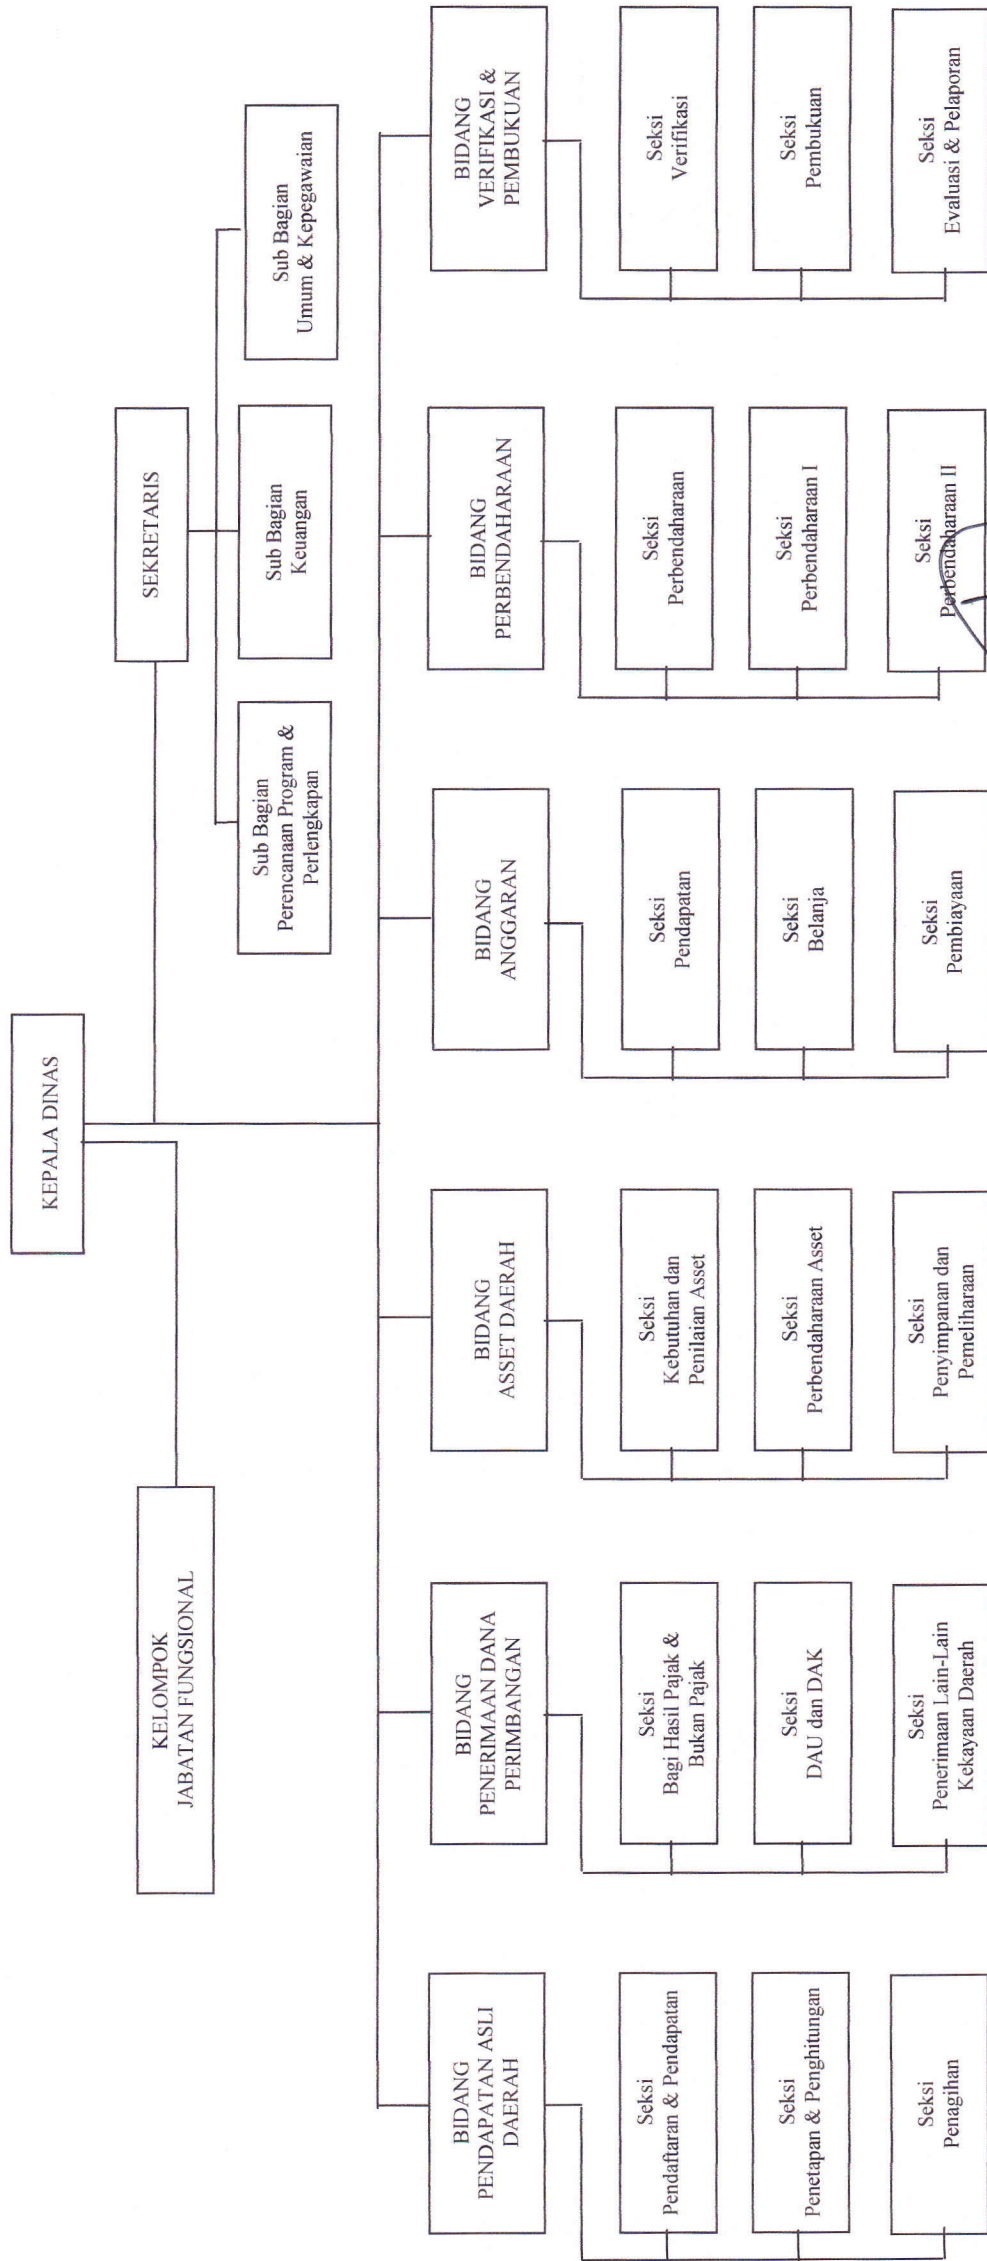 KEPALA DINAS
KELOMPOK
JABATAN FUNGSIONAL
SEKRETARIS
Sub Bagian
Perencanaan Program &
Perlengkapan
Sub Bagian
Keuangan
Sub Bagian
Umum & Kepegawaian
BIDANG
PENDAPATAN ASLI
DAERAH
Seksi
Pendaftaran & Pendapatan
Seksi
Penetapan & Penghitungan
Seksi
Penagihan
BIDANG
PENERIMAAN DANA
PERIMBANGAN
Seksi
Bagi Hasil Pajak &
Bukan Pajak
Seksi
DAU dan DAK
Seksi
Penerimaan Lain-Lain
Kekayaan Daerah
BIDANG
ASSET DAERAH
Seksi
Kebutuhan dan
Penilaian Asset
Seksi
Perbendaharaan Asset
Seksi
Penyimpanan dan
Pemeliharaan
BIDANG
ANGGARAN
Seksi
Pendapatan
Seksi
Belanja
Seksi
Pembiayaan
BIDANG
PERBENDAHARAAN
Seksi
Perbendaharaan
Seksi
Perbendaharaan I
Seksi
Perbendaharaan II
BIDANG
VERIFIKASI &
PEMBUKUAN
Seksi
Verifikasi
Seksi
Pembukuan
Seksi
Evaluasi & Pelaporan